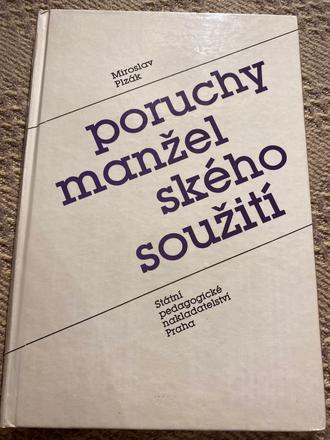 Miroslav
Plzák
poruchy
manžel
ského
soužití
Státní
pedagogické
nakladatelství
Praha